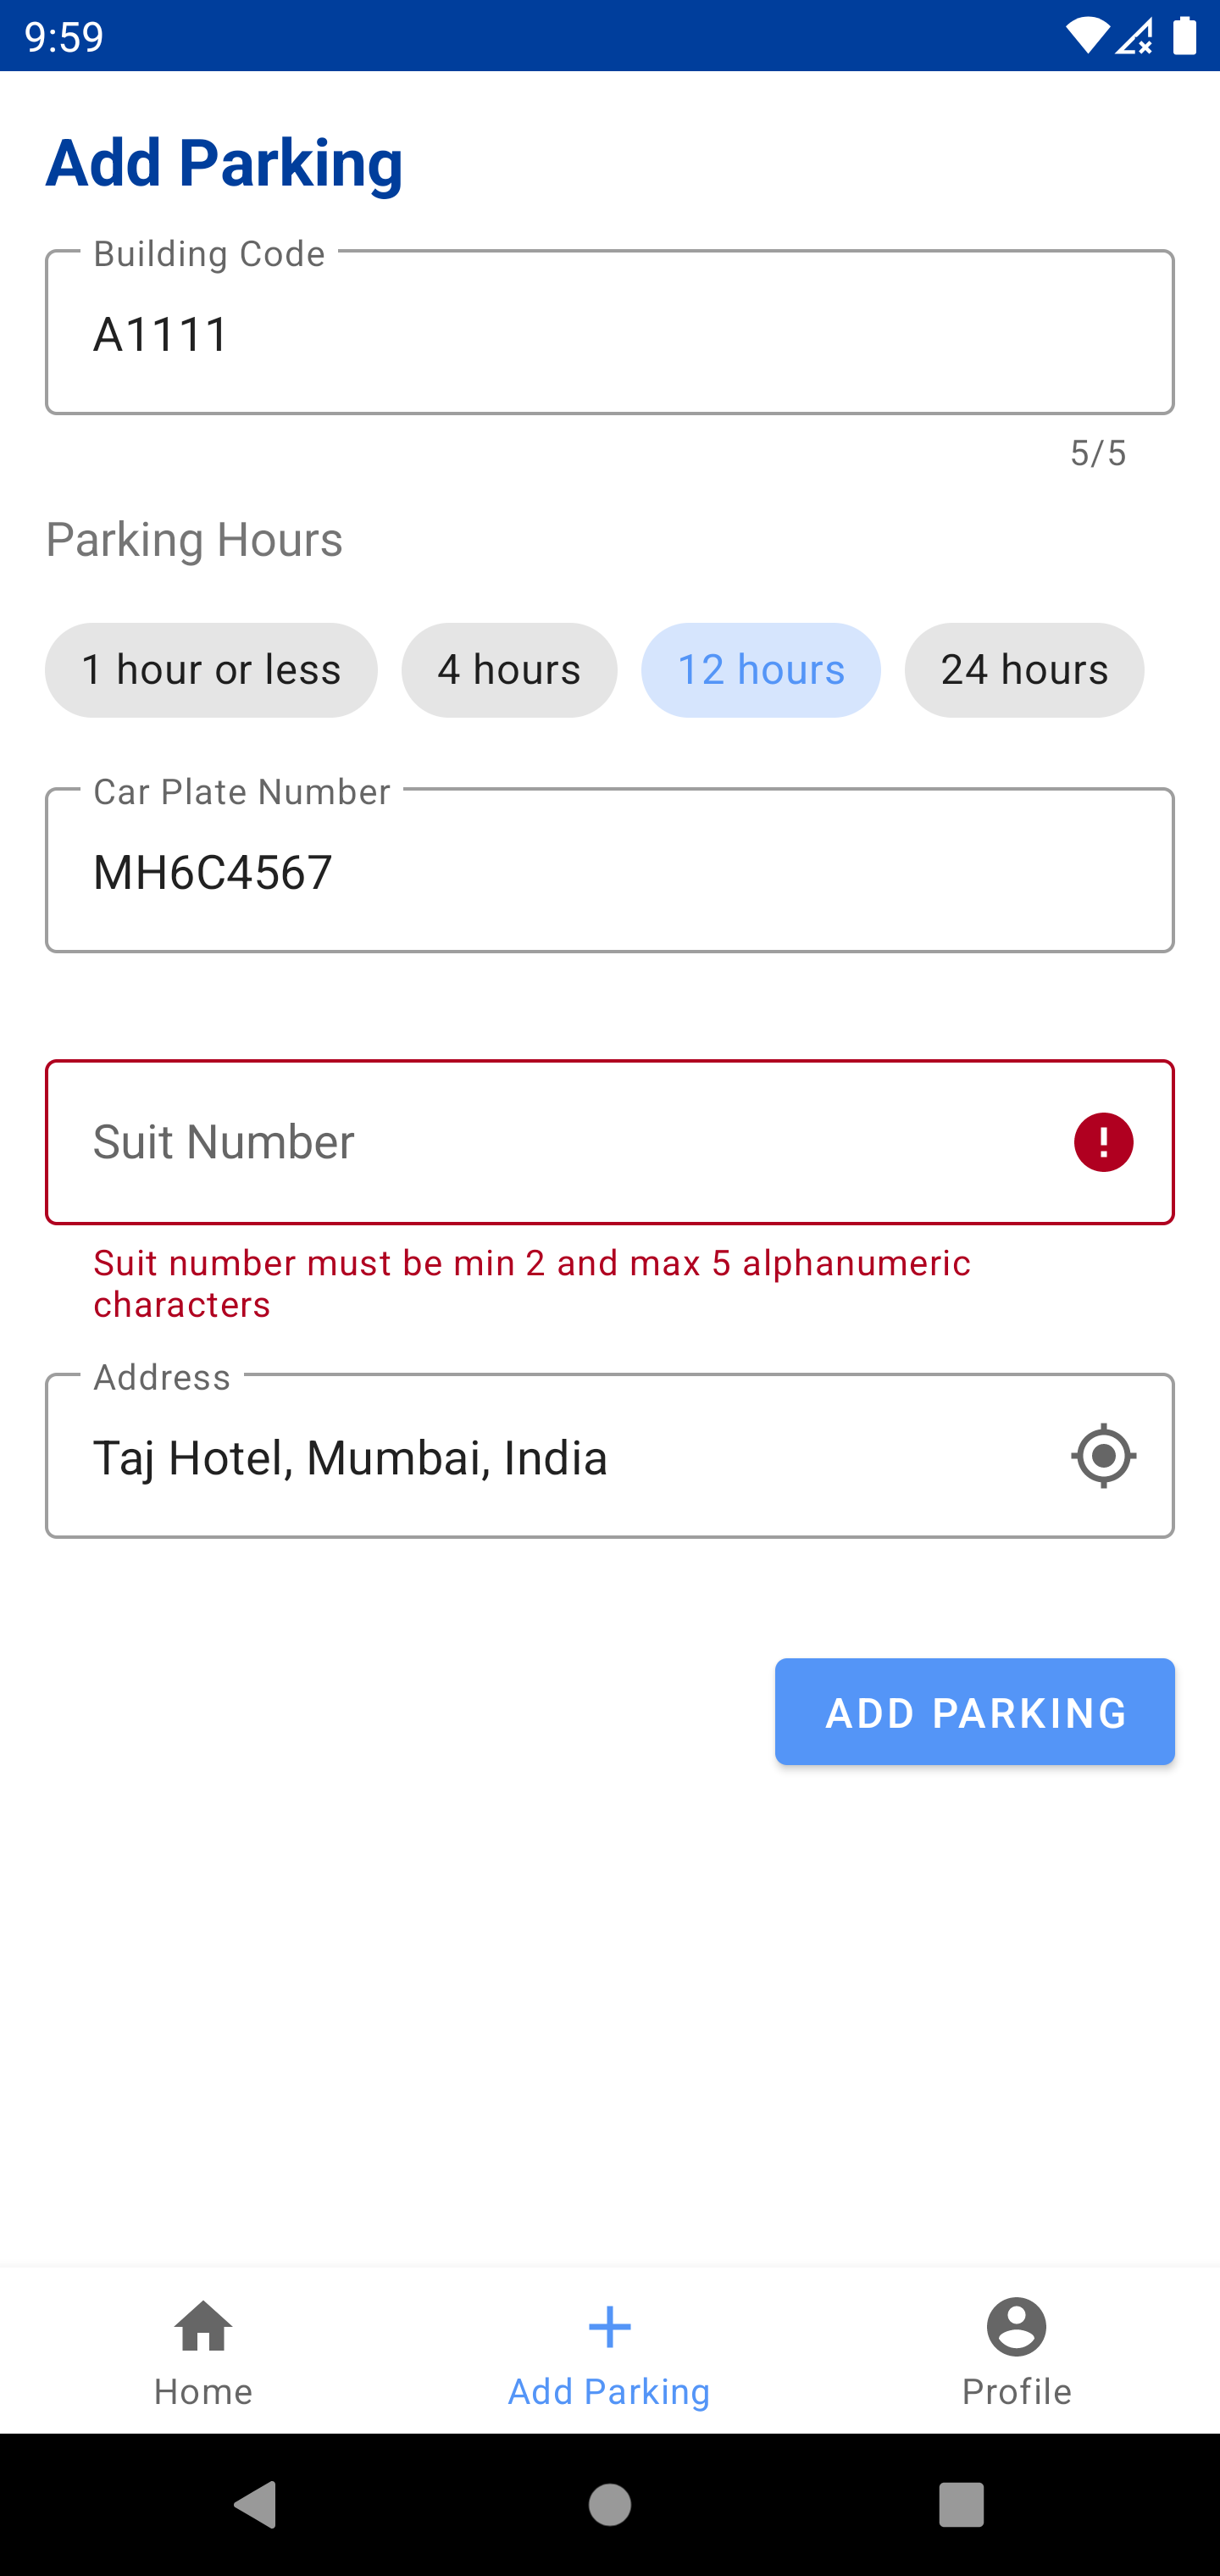 9:59
Add Parking
Building Code
A1111
5/5
Parking Hours
1 hour or less
4 hours
12 hours
24 hours
Car Plate Number
MH6C4567
Suit Number
Suit number must be min 2 and max 5 alphanumeric
characters
Address
Taj Hotel, Mumbai, India
ADD PARKING
Home
Add Parking
Profile